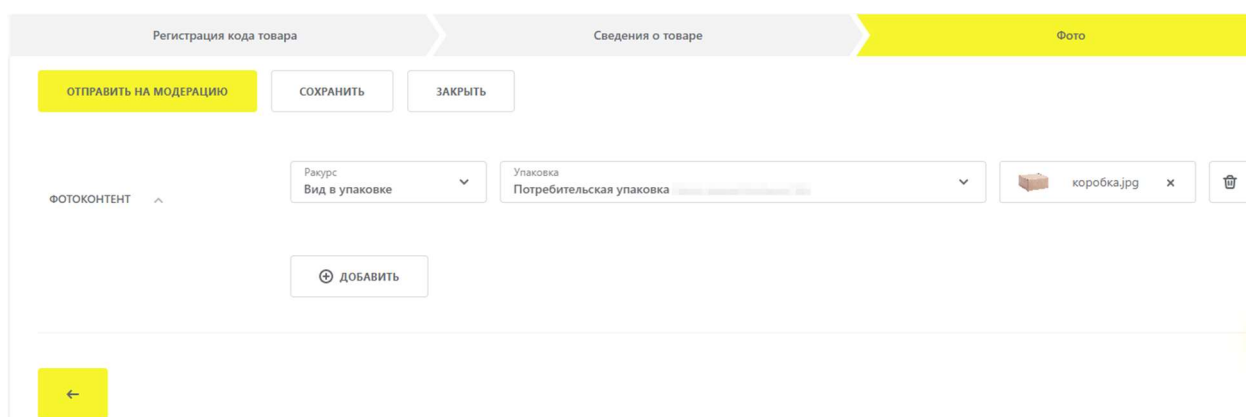 Регистрация кода товара
Сведения о товаре
Фото
ОТПРАВИТЬ НА МОДЕРАЦИЮ
СОХРАНИТЬ
ЗАКРЫТЬ
ФОТОКОНТЕНТ
Ракурс
Вид в упаковке
Упаковка
Потребительская упаковка
коробка.jpg
ДОБАВИТЬ